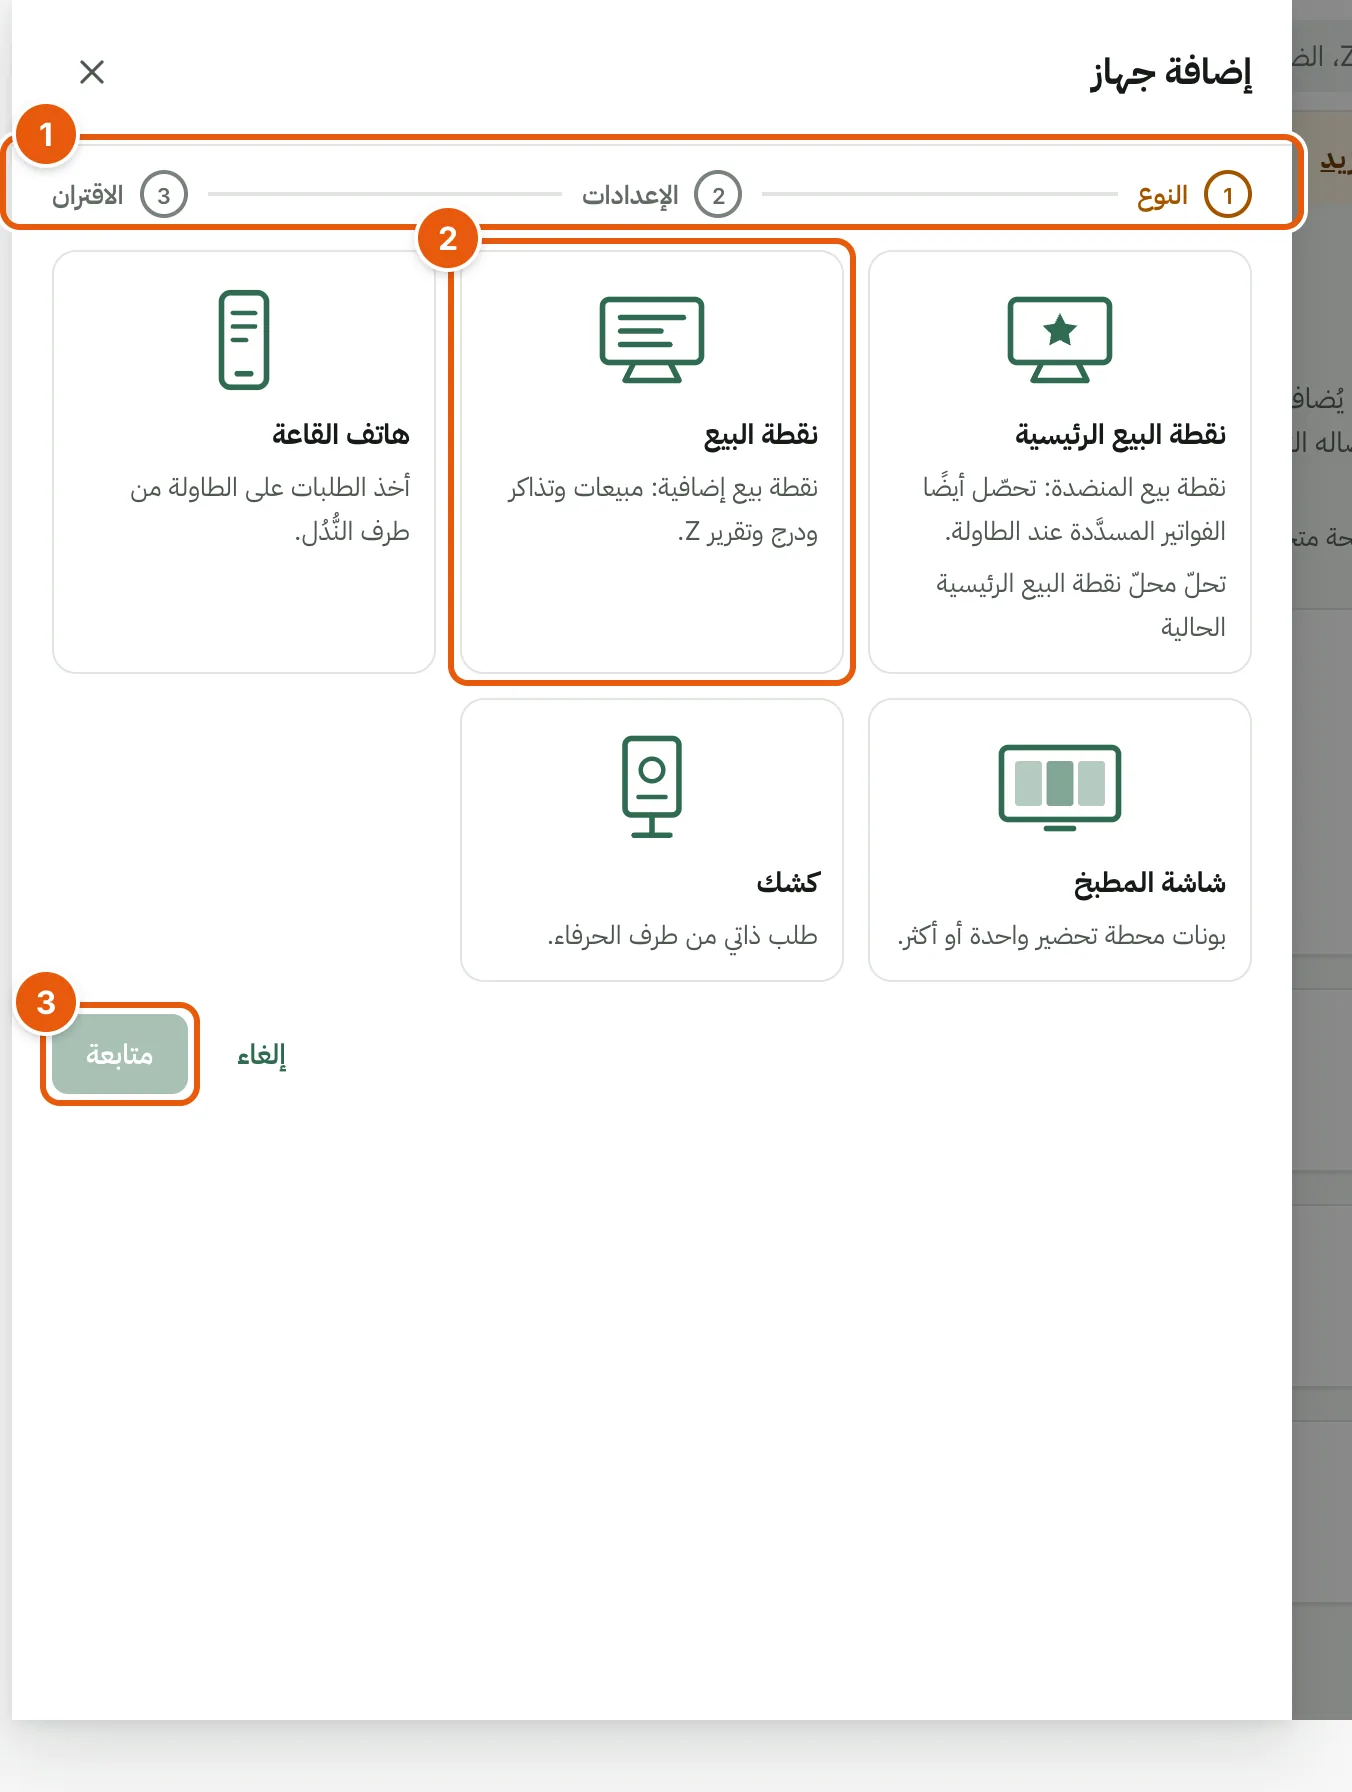 إضافة جهاز
1
1 النوع
2 الإعدادات
3 الاقتران
2
نقطة البيع الرئيسية
نقطة بيع المنضدة: تحصّل أيضًا
الفواتير المسدَّدة عند الطاولة.
تحلّ محلّ نقطة البيع الرئيسية
الحالية
نقطة البيع
نقطة بيع إضافية: مبيعات وتذاكر
ودرج وتقرير Z.
هاتف القاعة
أخذ الطلبات على الطاولة من
طرف النُّدُل.
شاشة المطبخ
بونات محطة تحضير واحدة أو أكثر.
كشك
طلب ذاتي من طرف الحرفاء.
3
إلغاء
متابعة